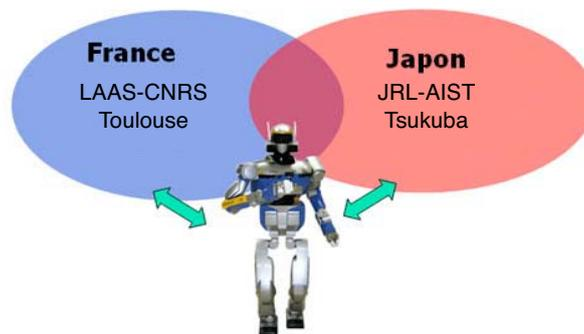 France
LAAS-CNRS
Toulouse
Japon
JRL-AIST
Tsukuba